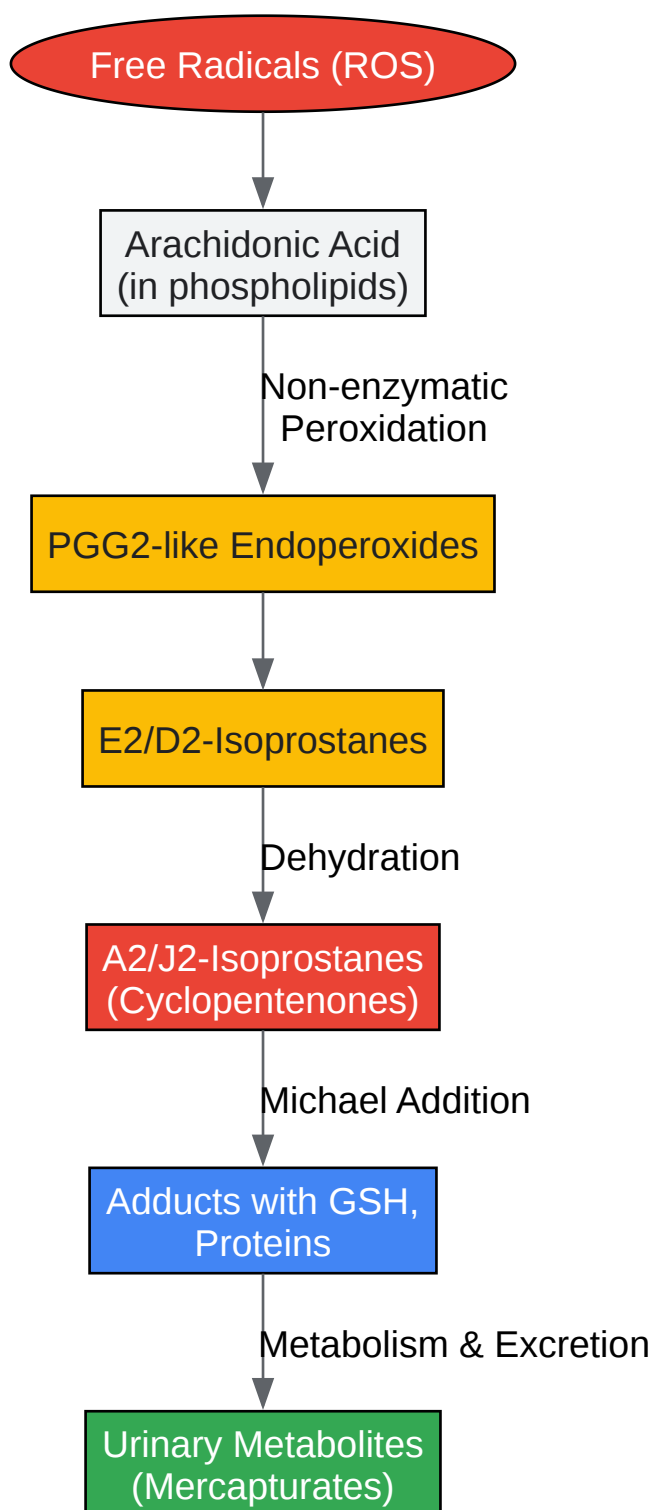 Free Radicals (ROS)
Arachidonic Acid
(in phospholipids)
Non-enzymatic
Peroxidation
PGG2-like Endoperoxides
E2/D2-Isoprostanes
Dehydration
A2/J2-Isoprostanes
(Cyclopentenones)
Michael Addition
Adducts with GSH,
Proteins
Metabolism & Excretion
Urinary Metabolites
(Mercapturates)